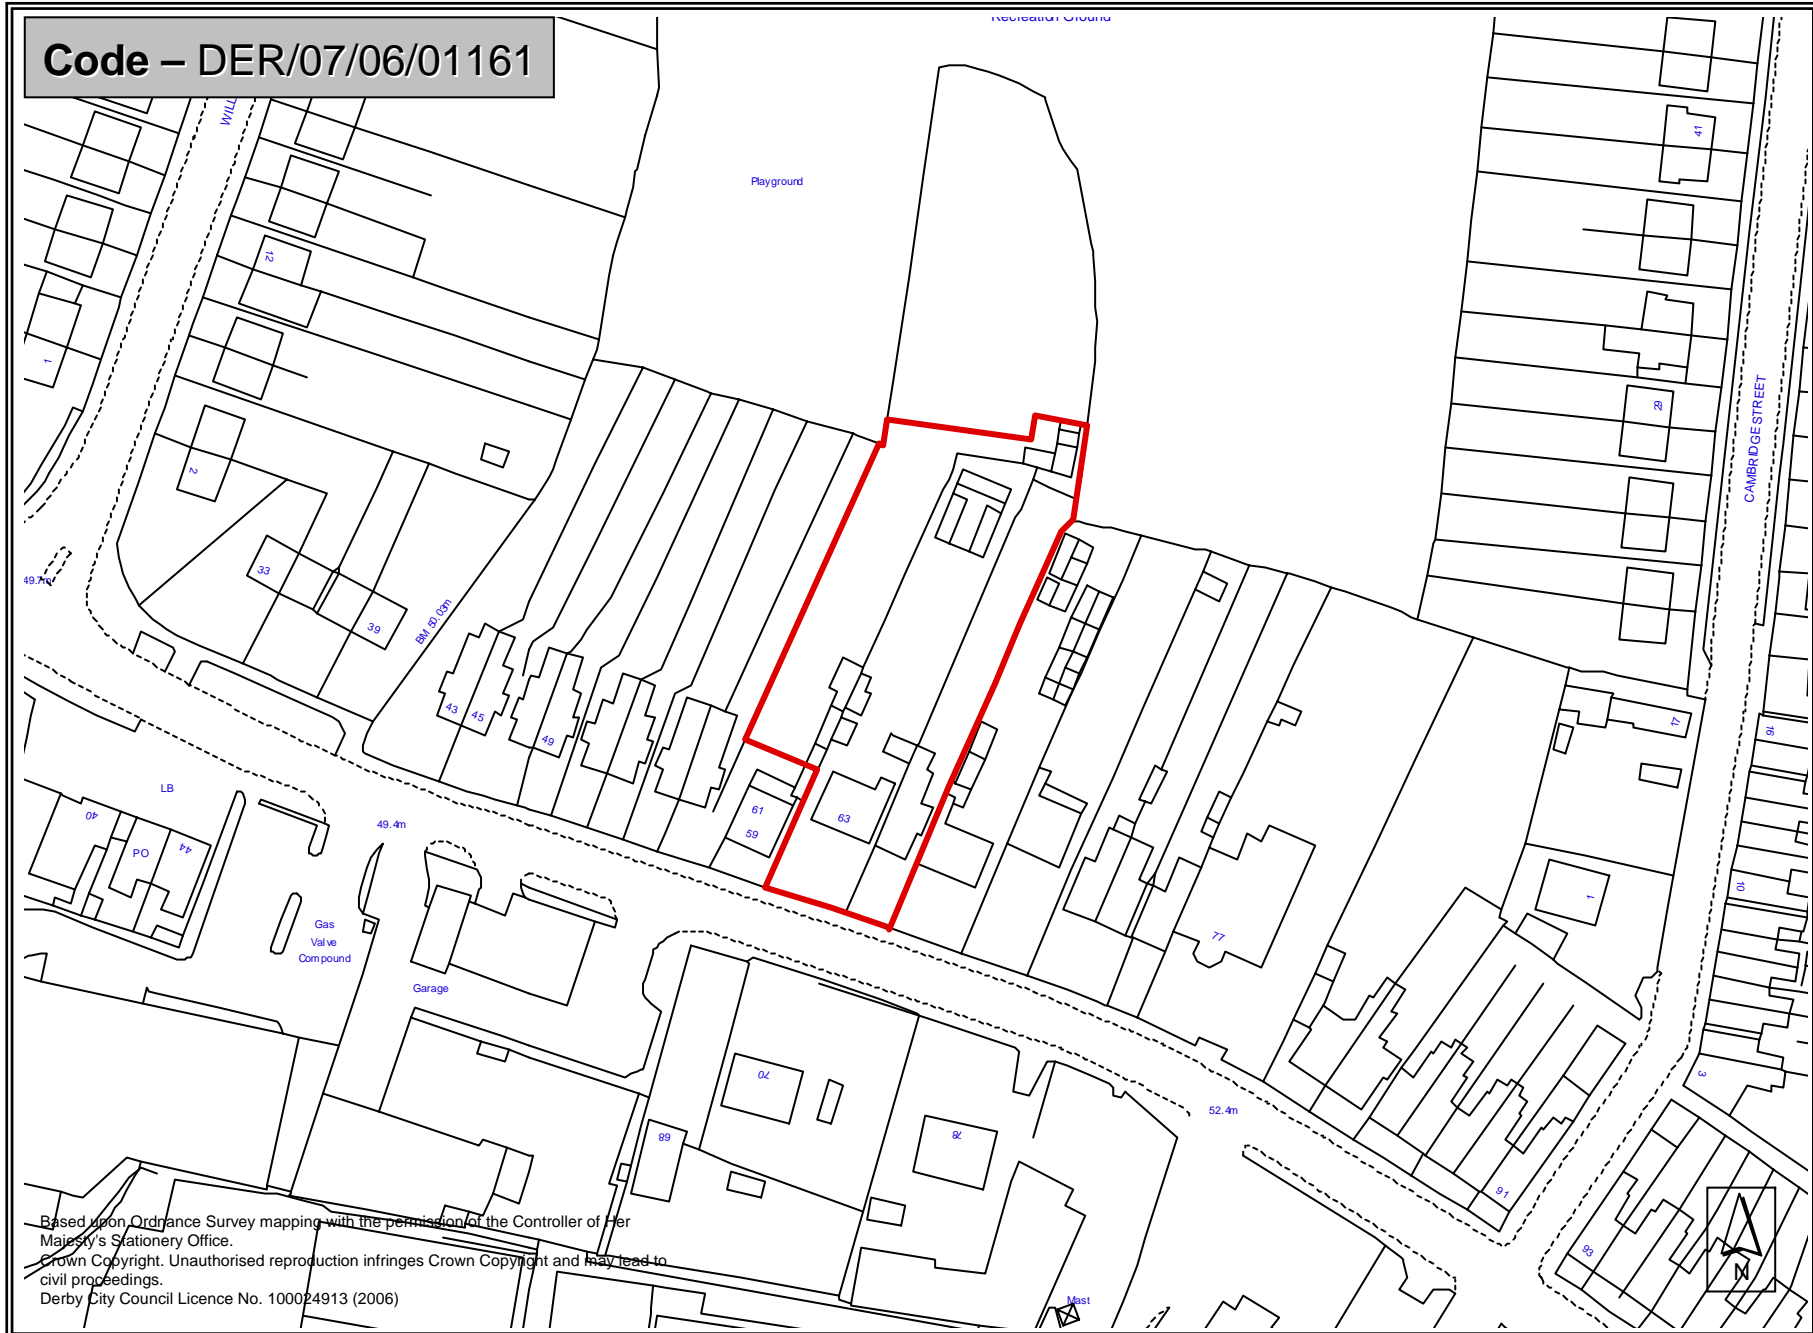 Code – DER/07/06/01161
Recreation Ground
WILL
Playground
41
12
1
29
CAMBRIDGE STREET
2
33
39
49.7m
BM 50.03m
43
45
49
61
59
63
17
16
LB
40
PO
44
49.4m
Gas
Valve
Compound
Garage
77
1
10
3
70
68
78
52.4m
91
93
Mast
N
Based upon Ordnance Survey mapping with the permission of the Controller of Her
Majesty's Stationery Office.
Crown Copyright. Unauthorised reproduction infringes Crown Copyright and may lead to
civil proceedings.
Derby City Council Licence No. 100024913 (2006)